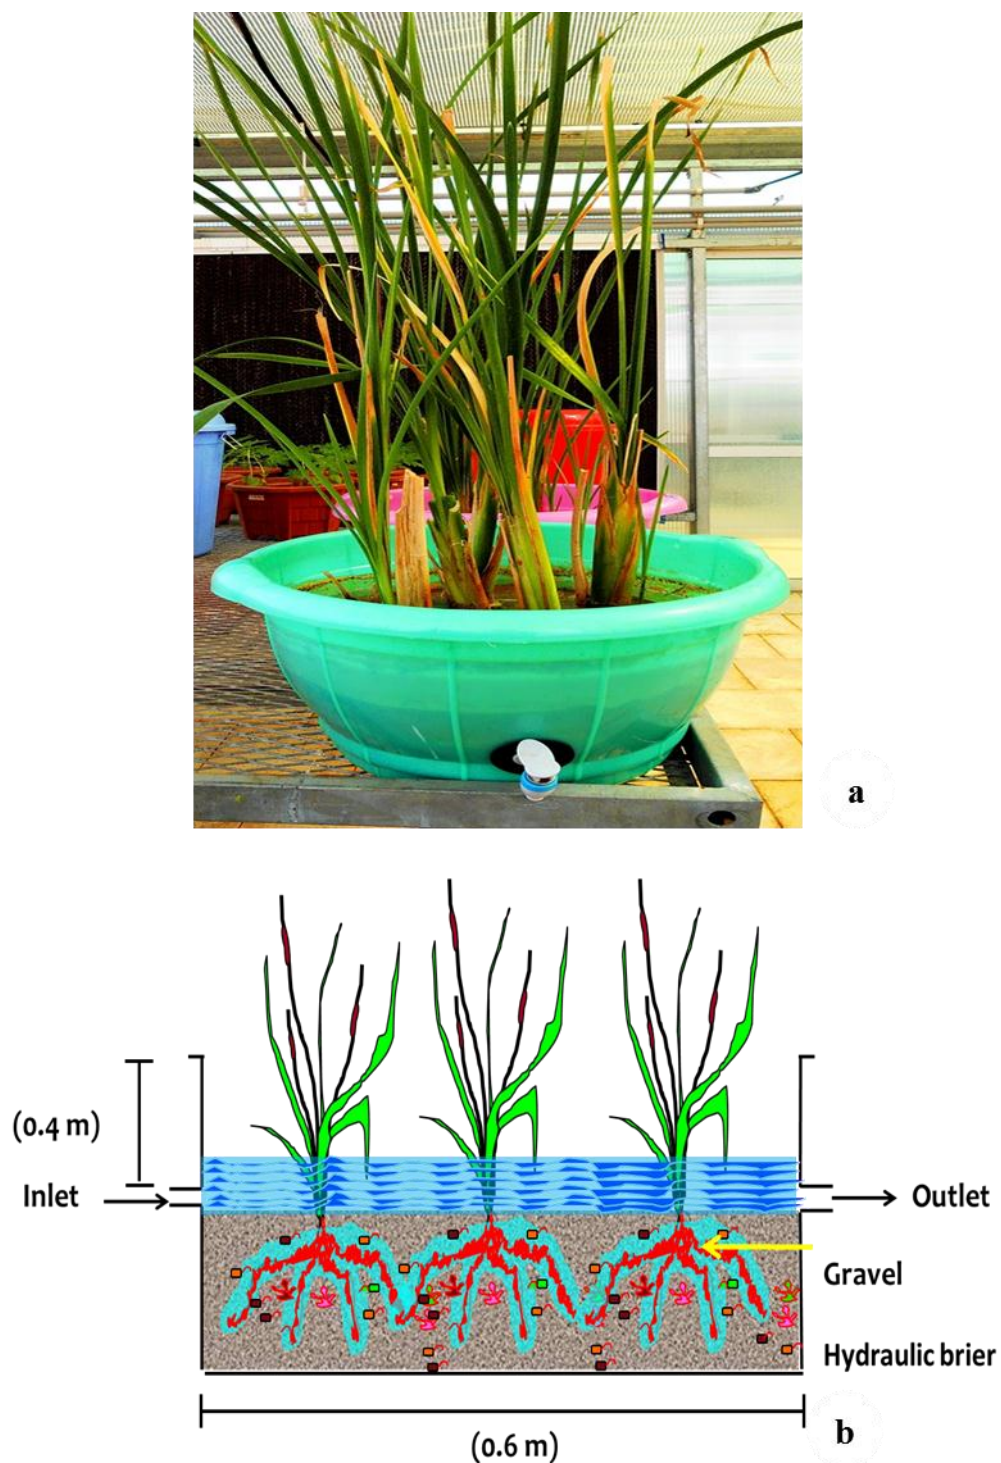 a
(0.4 m)
Inlet
Outlet
Gravel
Hydraulic brier
(0.6 m)
b